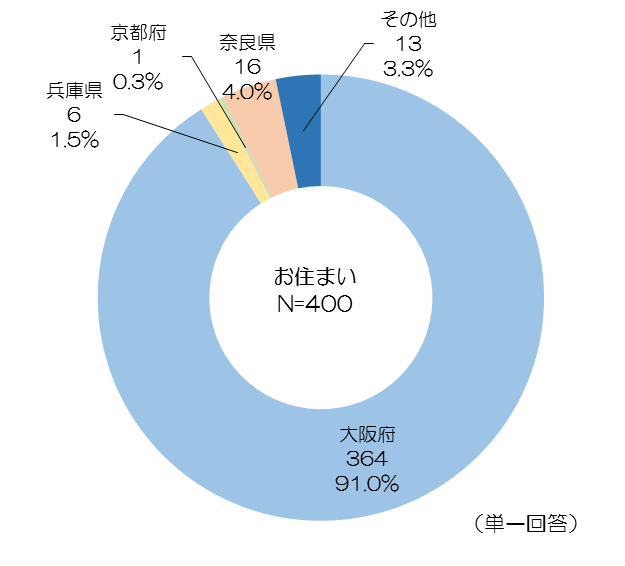 その他
13
3.3%
京都府
1
0.3%
奈良県
16
4.0%
兵庫県
6
1.5%
お住まい
N=400
大阪府
364
91.0%
（単一回答）